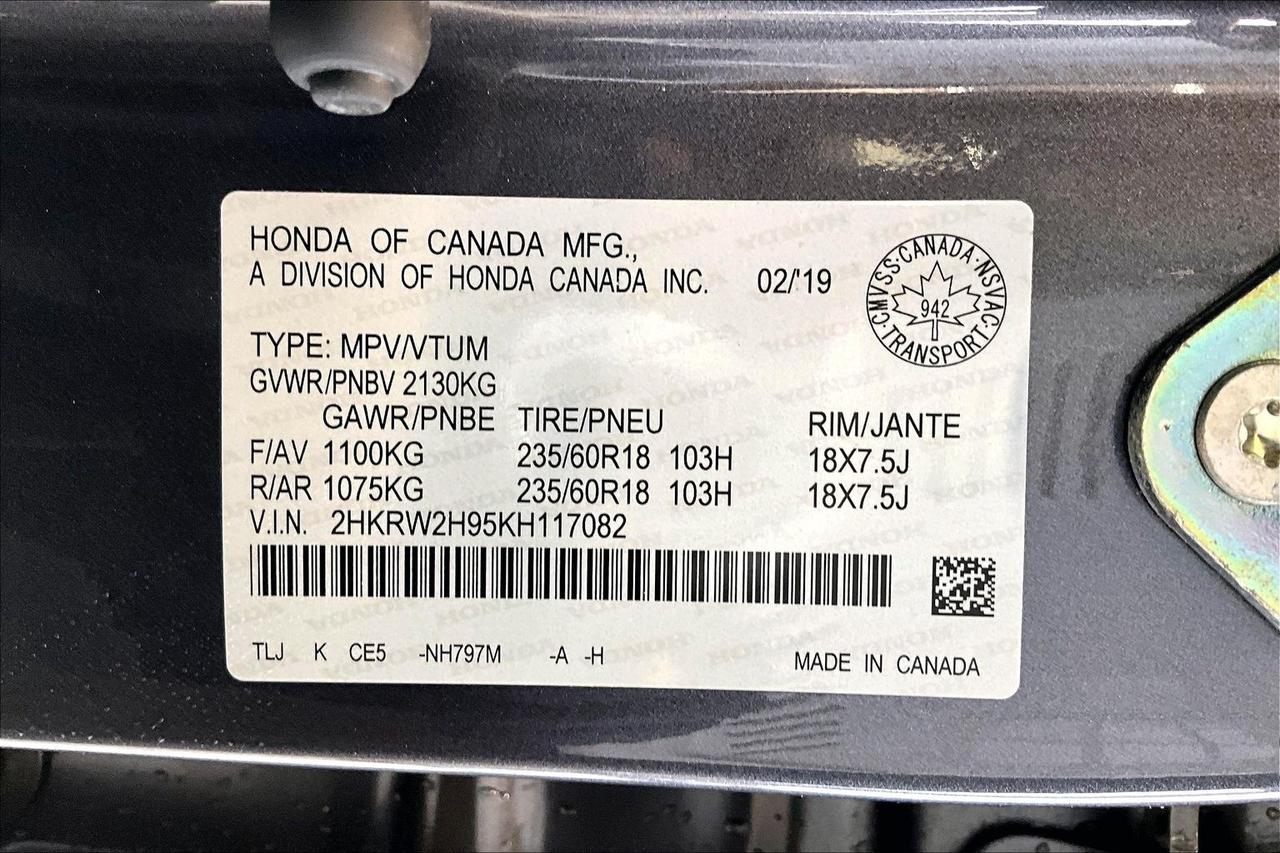 HONDA OF CANADA MFG.,
A DIVISION OF HONDA CANADA INC. 02/'19
CMVSS·CANADA·NSVAC·TRANSPORT·
942
TYPE: MPV/VTUM
GVWR/PNBV 2130KG
GAWR/PNBE TIRE/PNEU RIM/JANTE
F/AV 1100KG 235/60R18 103H 18X7.5J
R/AR 1075KG 235/60R18 103H 18X7.5J
V.I.N. 2HKRW2H95KH117082
TLJ K CE5 -NH797M -A -H MADE IN CANADA